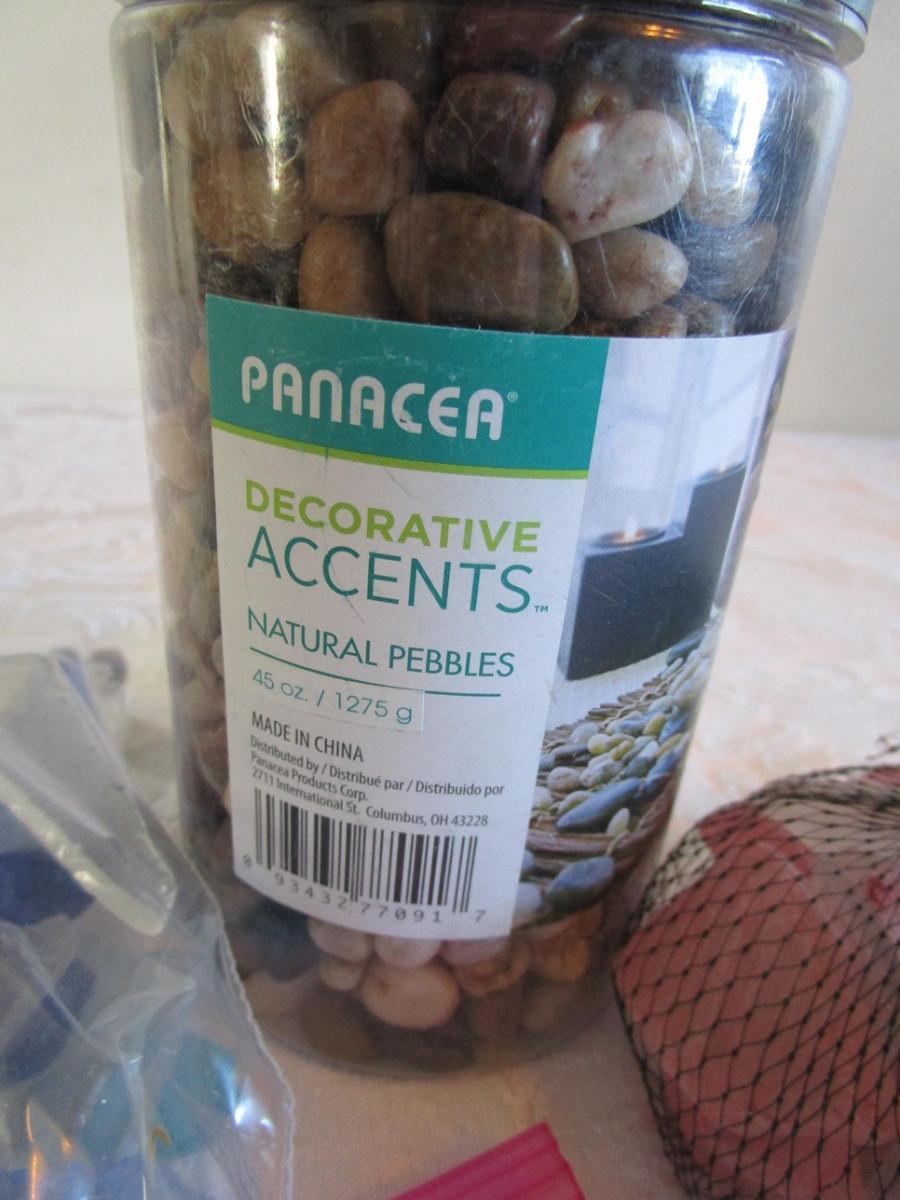 PANACEA®
DECORATIVE
ACCENTS™
NATURAL PEBBLES
45 oz. / 1275 g
MADE IN CHINA
Distributed by / Distribué par / Distribuido por
Panacea Products Corp.
2711 International St. Columbus, OH 43228
0 93432 77091 7